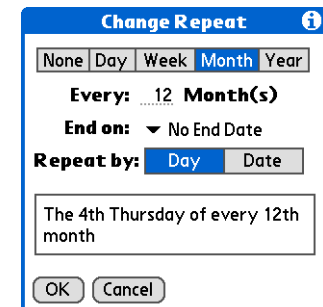 Change Repeat i
None Day Week Month Year
Every: 12 Month(s)
End on: No End Date
Repeat by: Day Date
The 4th Thursday of every 12th
month
OK Cancel